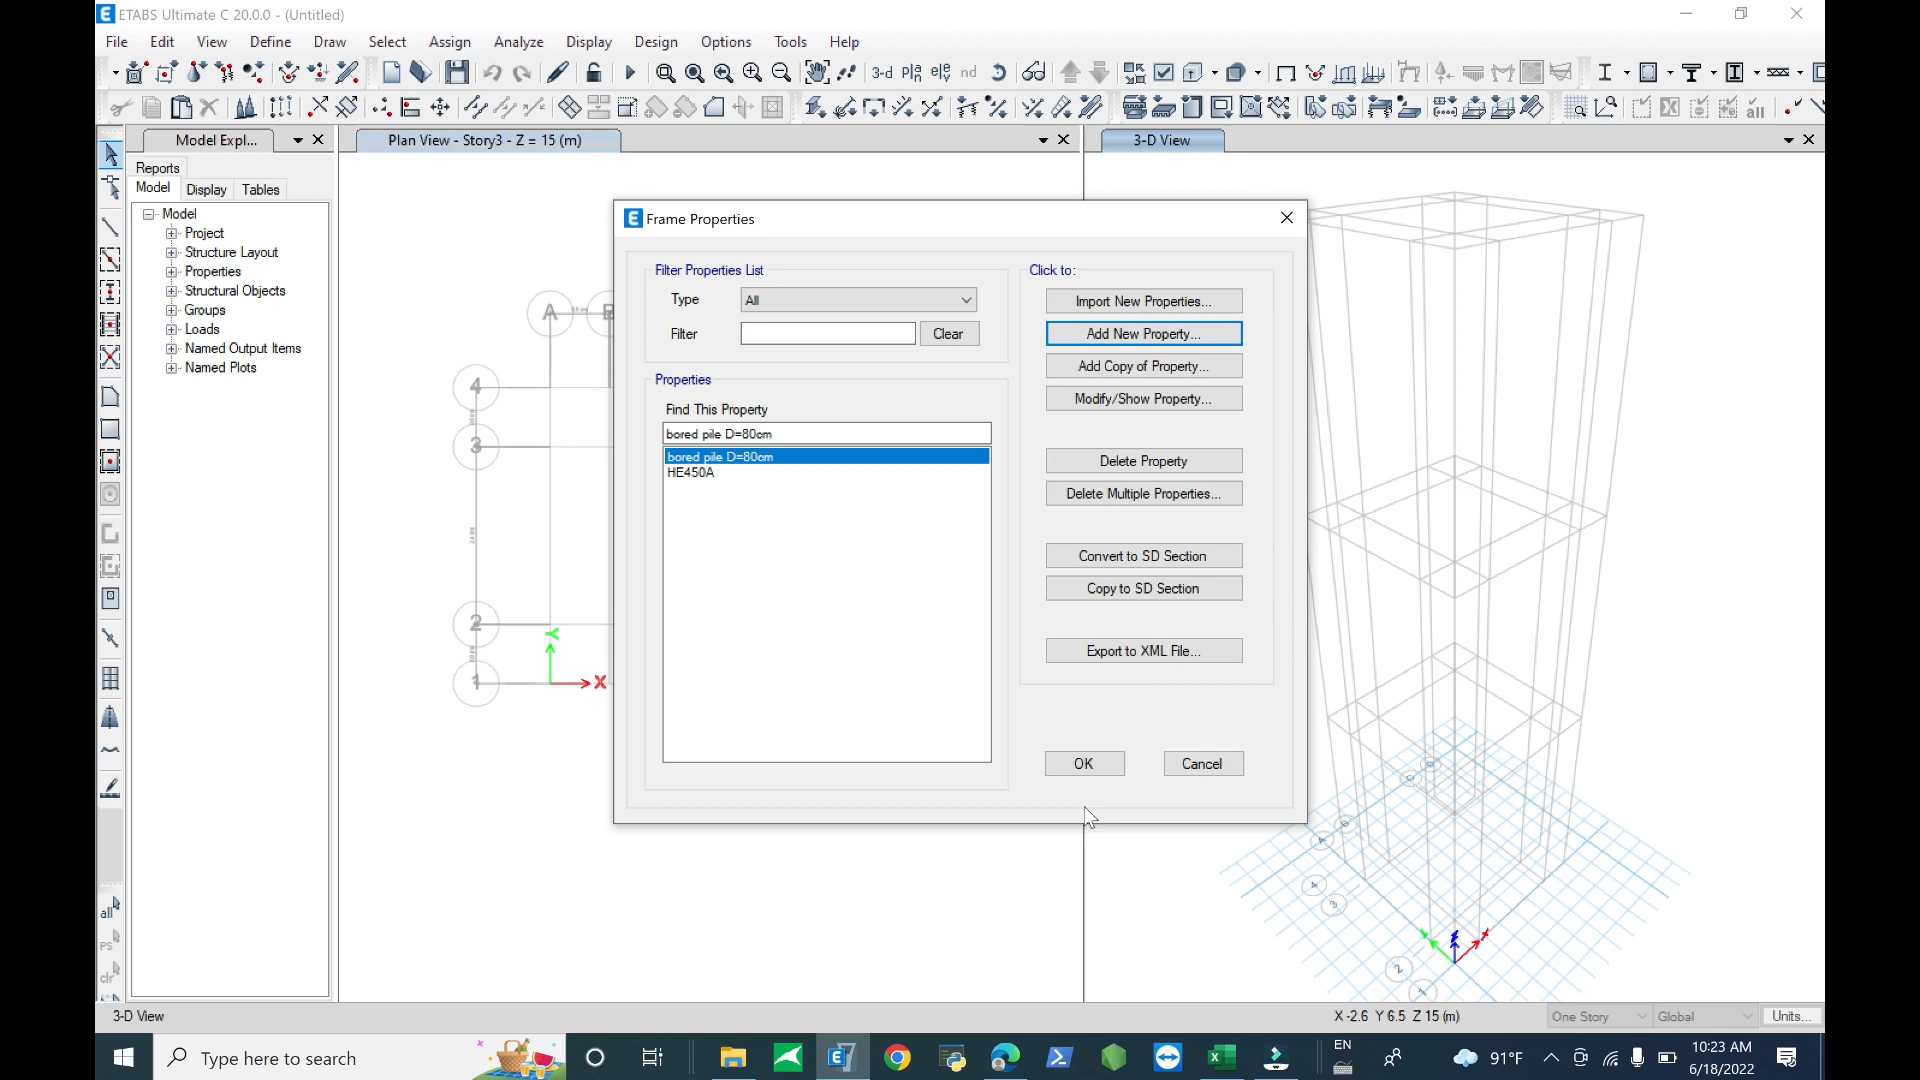 ETABS Ultimate C 20.0.0 - (Untitled)
File Edit View Define Draw Select Assign Analyze Display Design Options Tools Help
3-d nd
all
Model Expl...
Plan View - Story3 - Z = 15 (m)
3-D View
Reports
Model Display Tables
Model
Project
Structure Layout
Properties
Structural Objects
Groups
Loads
Named Output Items
Named Plots
A B
4
3
2
1
Y
X
Frame Properties
Filter Properties List
Type All
Filter Clear
Properties
Find This Property
bored pile D=80cm
bored pile D=80cm
HE450A
Click to:
Import New Properties...
Add New Property...
Add Copy of Property...
Modify/Show Property...
Delete Property
Delete Multiple Properties...
Convert to SD Section
Copy to SD Section
Export to XML File...
OK Cancel
all
PS
clr
3-D View
X -2.6 Y 6.5 Z 15 (m)
One Story
Global
Units...
Type here to search
EN
91°F
10:23 AM
6/18/2022